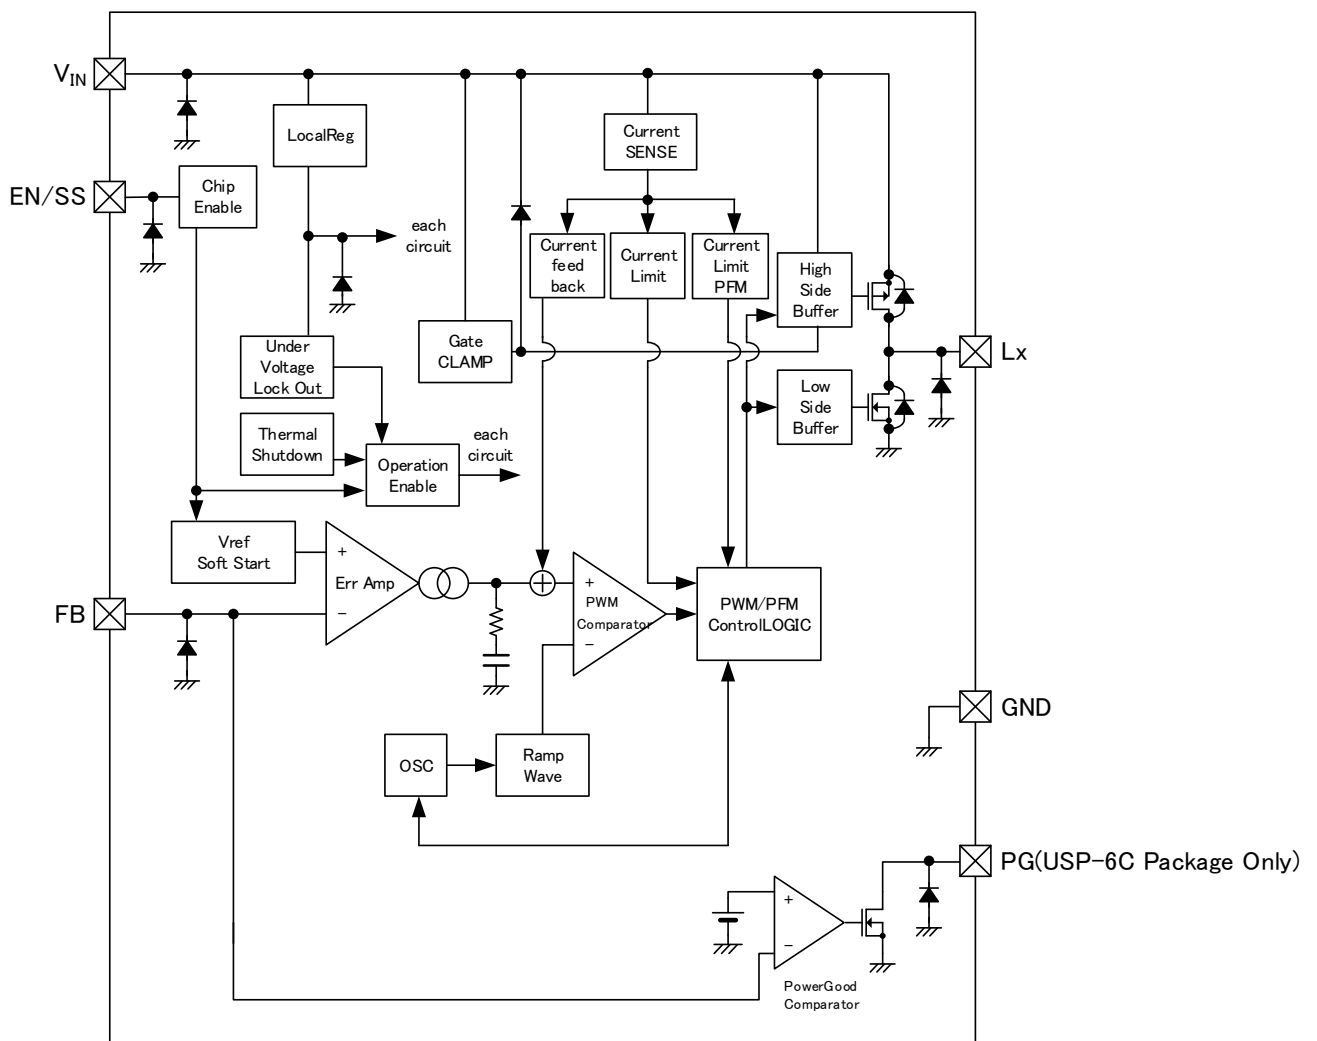 VIN
LocalReg
Current
SENSE
EN/SS
Chip
Enable
each
circuit
Current
feed
back
Current
Limit
Current
Limit
PFM
High
Side
Buffer
Gate
CLAMP
Under
Voltage
Lock Out
Lx
Low
Side
Buffer
Thermal
Shutdown
Operation
Enable
each
circuit
Vref
Soft Start
+
Err Amp
−
+
PWM
Comparator
−
PWM/PFM
ControlLOGIC
FB
GND
OSC
Ramp
Wave
PG(USP-6C Package Only)
+
−
PowerGood
Comparator